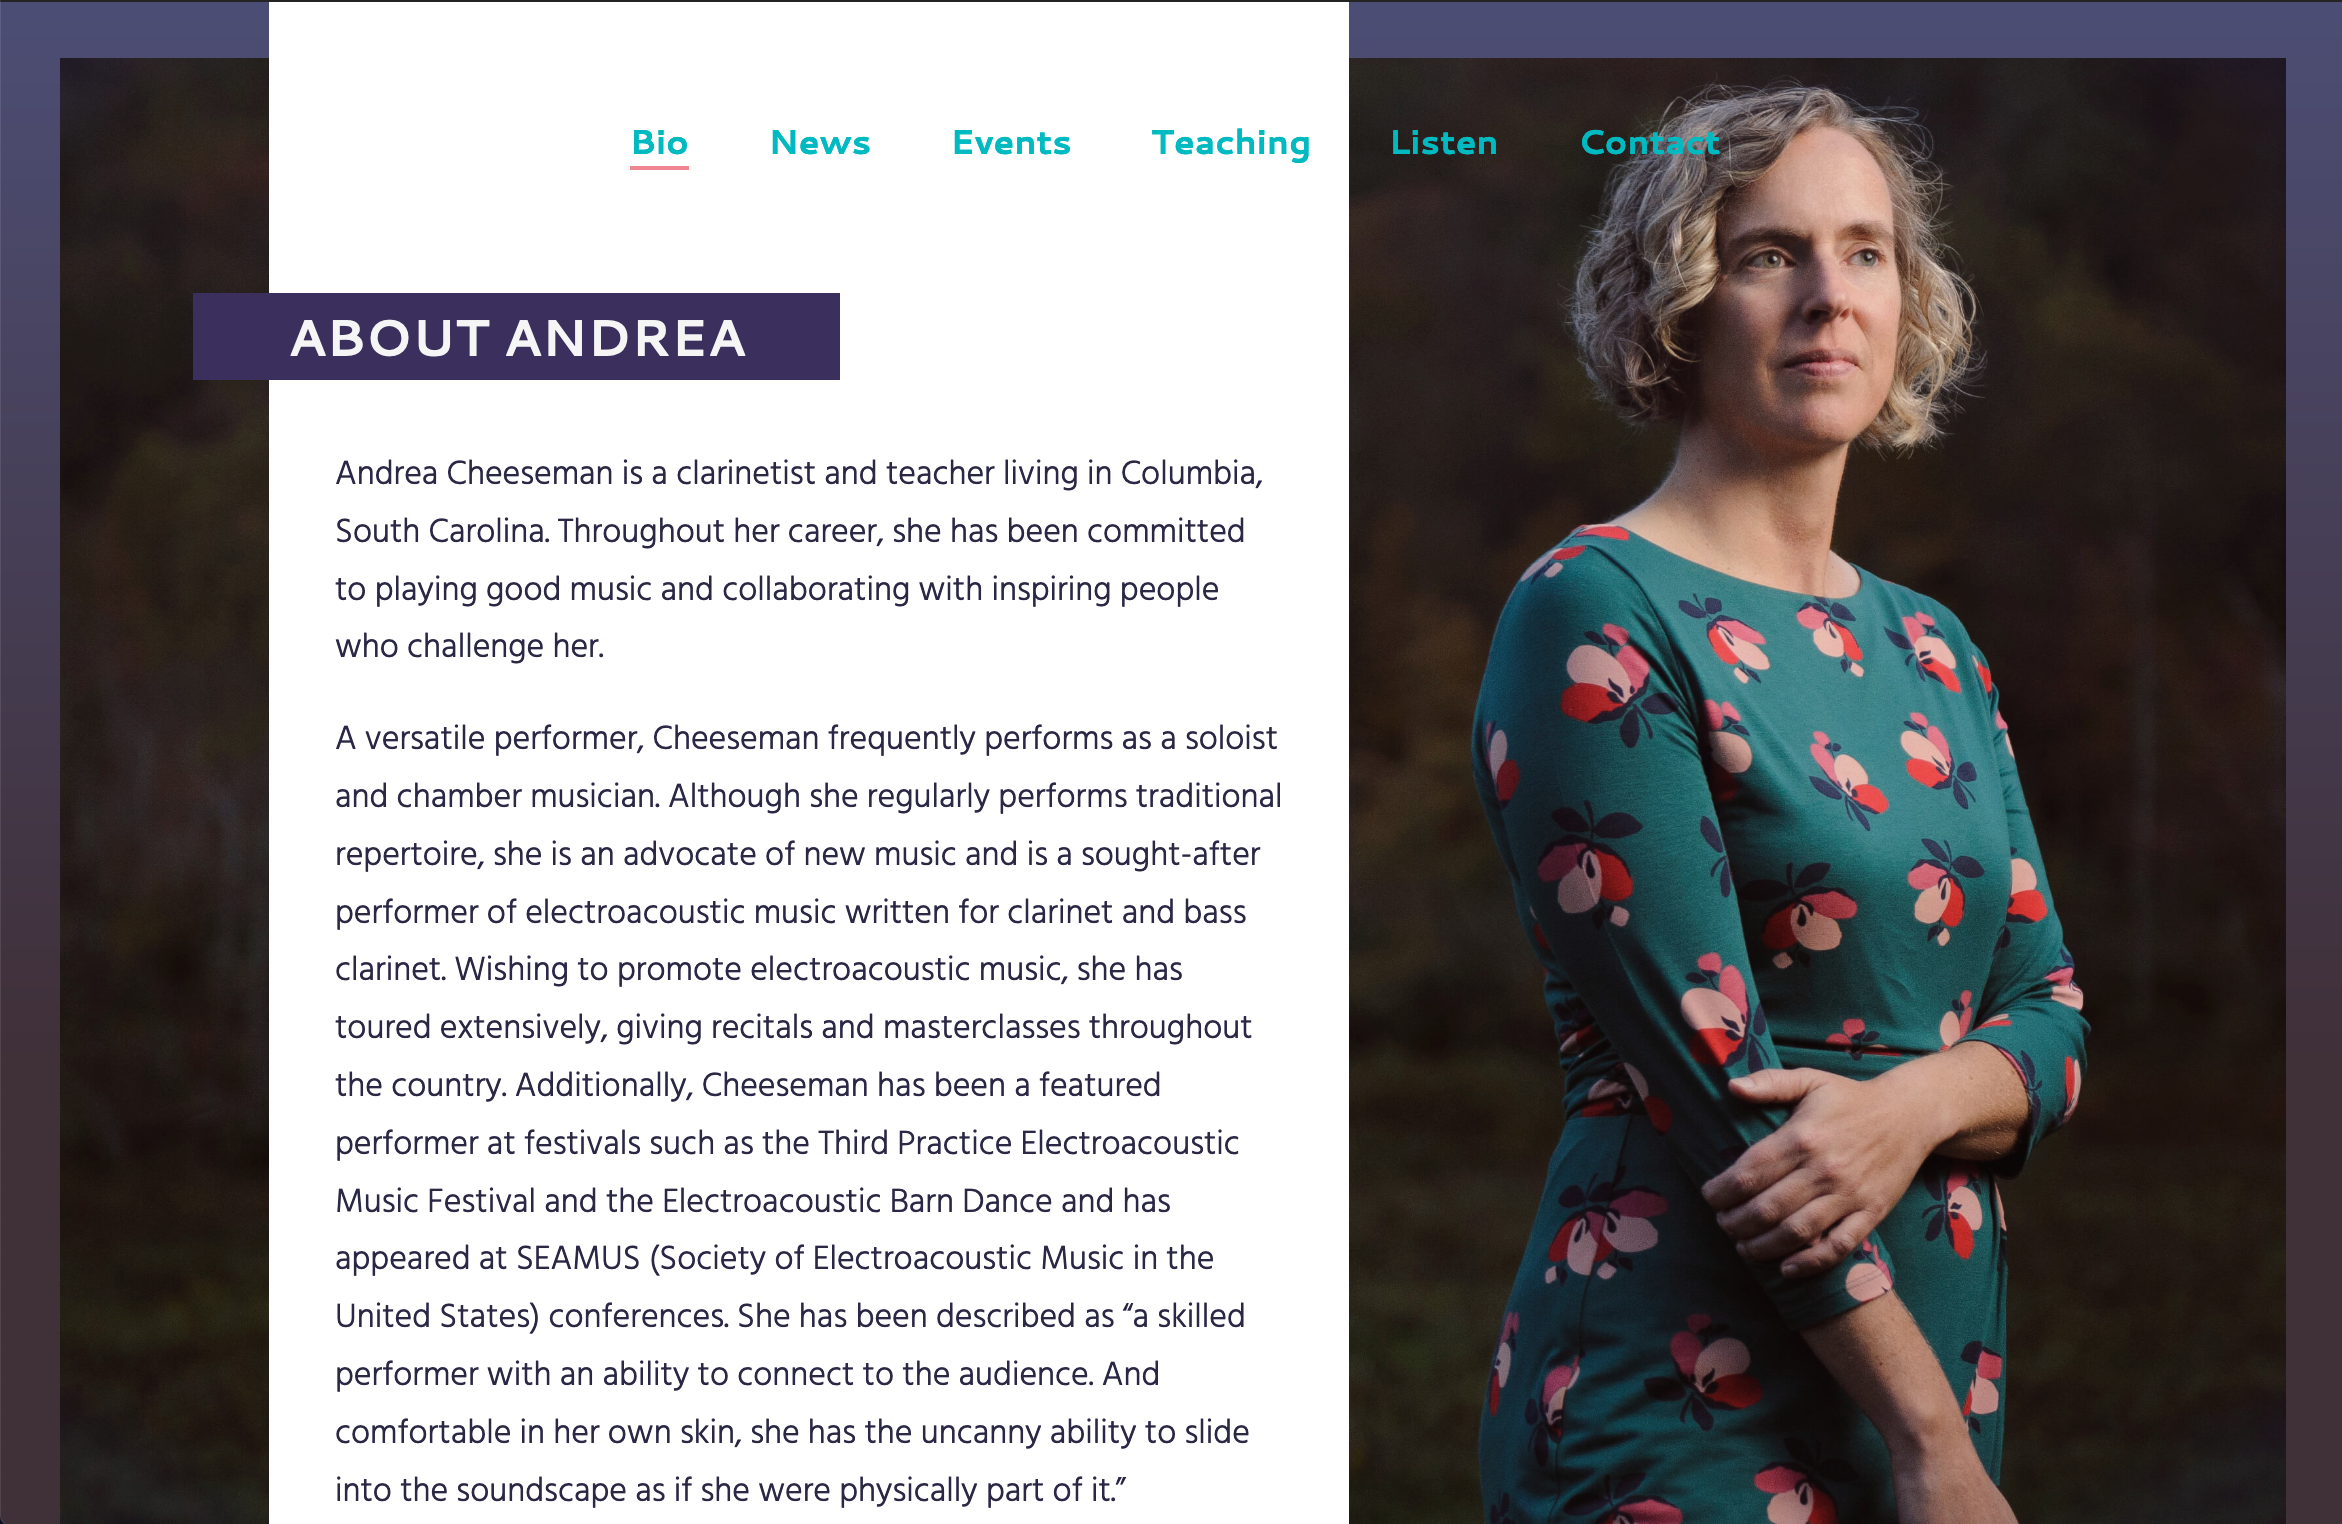 Bio News Events Teaching Listen Contact
ABOUT ANDREA
Andrea Cheeseman is a clarinetist and teacher living in Columbia,
South Carolina. Throughout her career, she has been committed
to playing good music and collaborating with inspiring people
who challenge her.
A versatile performer, Cheeseman frequently performs as a soloist
and chamber musician. Although she regularly performs traditional
repertoire, she is an advocate of new music and is a sought-after
performer of electroacoustic music written for clarinet and bass
clarinet. Wishing to promote electroacoustic music, she has
toured extensively, giving recitals and masterclasses throughout
the country. Additionally, Cheeseman has been a featured
performer at festivals such as the Third Practice Electroacoustic
Music Festival and the Electroacoustic Barn Dance and has
appeared at SEAMUS (Society of Electroacoustic Music in the
United States) conferences. She has been described as “a skilled
performer with an ability to connect to the audience. And
comfortable in her own skin, she has the uncanny ability to slide
into the soundscape as if she were physically part of it.”